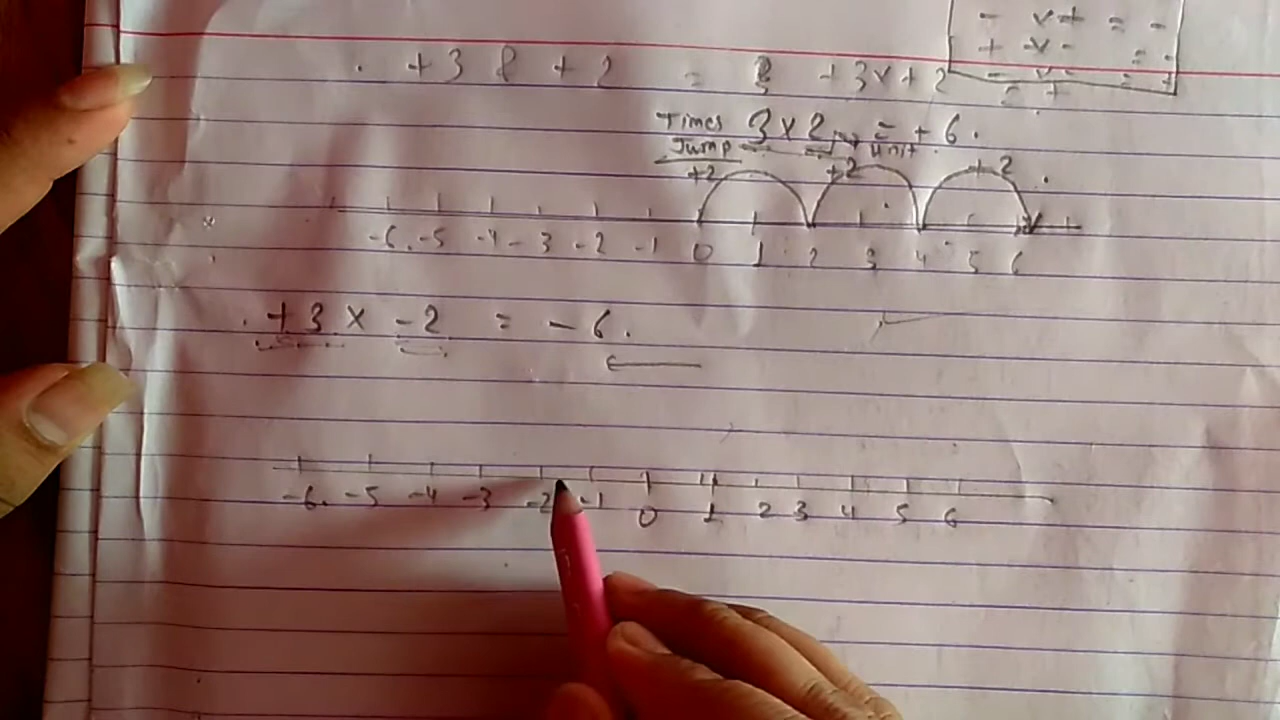 - v + = -
+ - v - = -
- v - = +
. +3 & +2 = 3 +3 v +2
Times 3 x 2 = + 6.
Jump unit
+2 +2 +2
-6 -5 -4 -3 -2 -1 0 1 2 3 4 5 6
. +3 x -2 = -6.
-6 -5 -4 -3 -2 -1 0 1 2 3 4 5 6